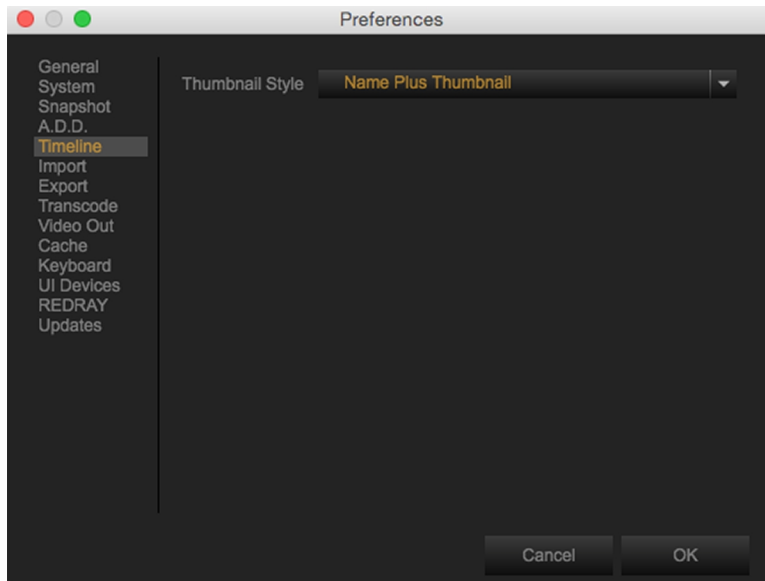 Preferences
General
System
Snapshot
A.D.D.
Timeline
Import
Export
Transcode
Video Out
Cache
Keyboard
UI Devices
REDRAY
Updates
Thumbnail Style Name Plus Thumbnail
Cancel OK